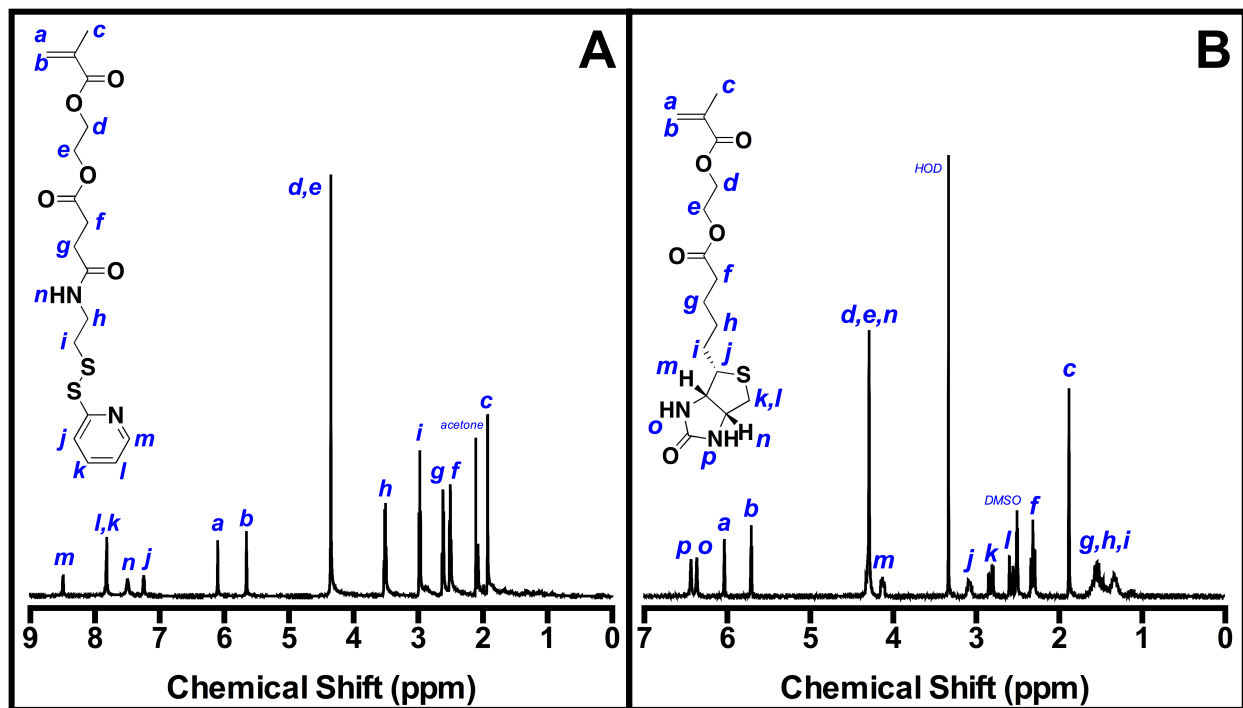 A
a
c
b
O
O
d
e
O
O
f
g
O
n HN
h
i
S
S
N
j
m
k
l
d,e
m
l,k
n
j
a
b
h
i
g
f
acetone
c
9 8 7 6 5 4 3 2 1 0
Chemical Shift (ppm)
B
a
c
b
O
O
d
e
O
O
f
g
h
i
j
m
H
S
k,l
HN
o
H
NH
n
p
O
HOD
d,e,n
p
o
a
b
m
j
k
l
DMSO
f
c
g,h,i
7 6 5 4 3 2 1 0
Chemical Shift (ppm)